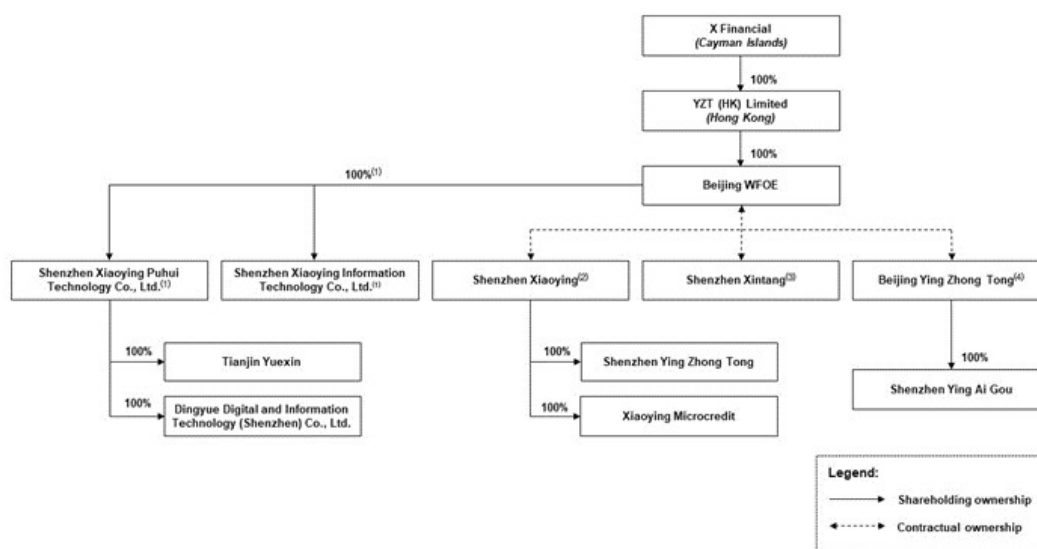 X Financial
(Cayman Islands)
100%
YZT (HK) Limited
(Hong Kong)
100%
100%(1)
Beijing WFOE
Shenzhen Xiaoying Puhui
Technology Co., Ltd.(1)
Shenzhen Xiaoying Information
Technology Co., Ltd.(1)
Shenzhen Xiaoying(2)
Shenzhen Xintang(3)
Beijing Ying Zhong Tong(4)
100%
Tianjin Yuexin
100%
Dingyue Digital and Information
Technology (Shenzhen) Co., Ltd.
100%
Shenzhen Ying Zhong Tong
100%
Xiaoying Microcredit
100%
Shenzhen Ying Ai Gou
Legend:
Shareholding ownership
Contractual ownership